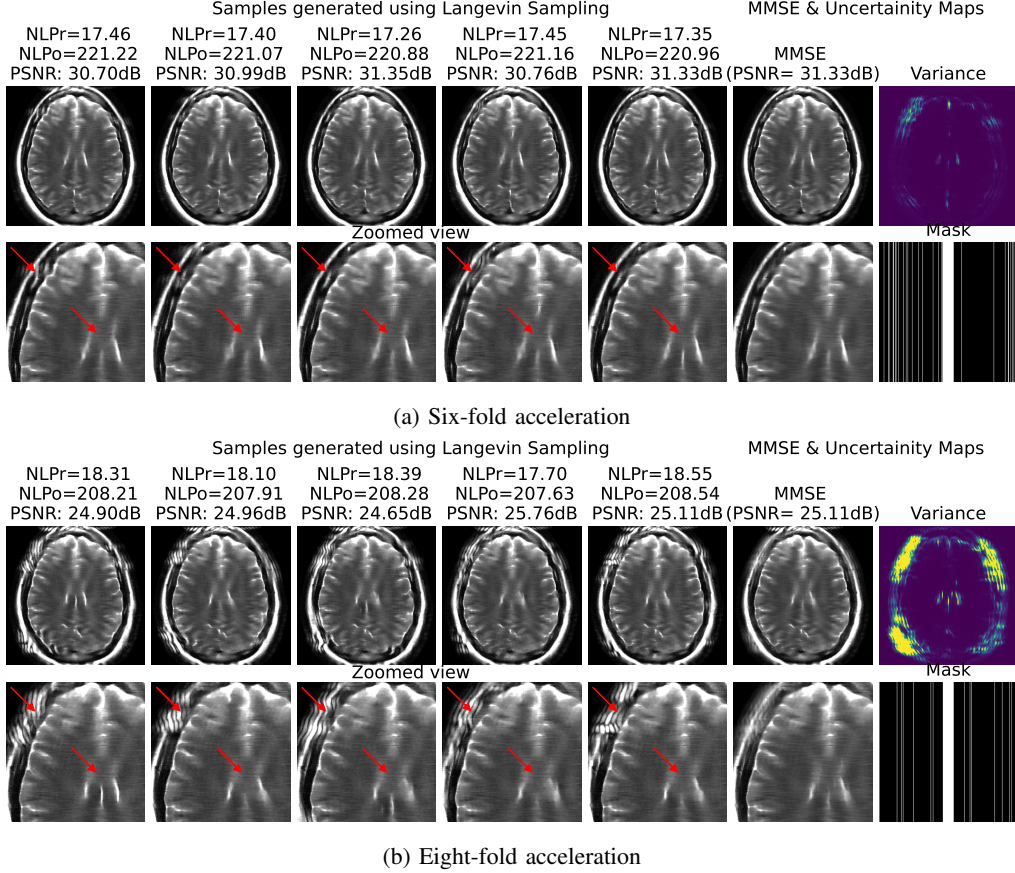 Samples generated using Langevin Sampling
MMSE & Uncertainity Maps
NLPr=17.46 NLPr=17.40 NLPr=17.26 NLPr=17.45 NLPr=17.35
NLPo=221.22 NLPo=221.07 NLPo=220.88 NLPo=221.16 NLPo=220.96 MMSE
PSNR: 30.70dB PSNR: 30.99dB PSNR: 31.35dB PSNR: 30.76dB PSNR: 31.33dB (PSNR= 31.33dB) Variance
Zoomed view Mask
(a) Six-fold acceleration
Samples generated using Langevin Sampling
MMSE & Uncertainity Maps
NLPr=18.31 NLPr=18.10 NLPr=18.39 NLPr=17.70 NLPr=18.55
NLPo=208.21 NLPo=207.91 NLPo=208.28 NLPo=207.63 NLPo=208.54 MMSE
PSNR: 24.90dB PSNR: 24.96dB PSNR: 24.65dB PSNR: 25.76dB PSNR: 25.11dB (PSNR= 25.11dB) Variance
Zoomed view Mask
(b) Eight-fold acceleration